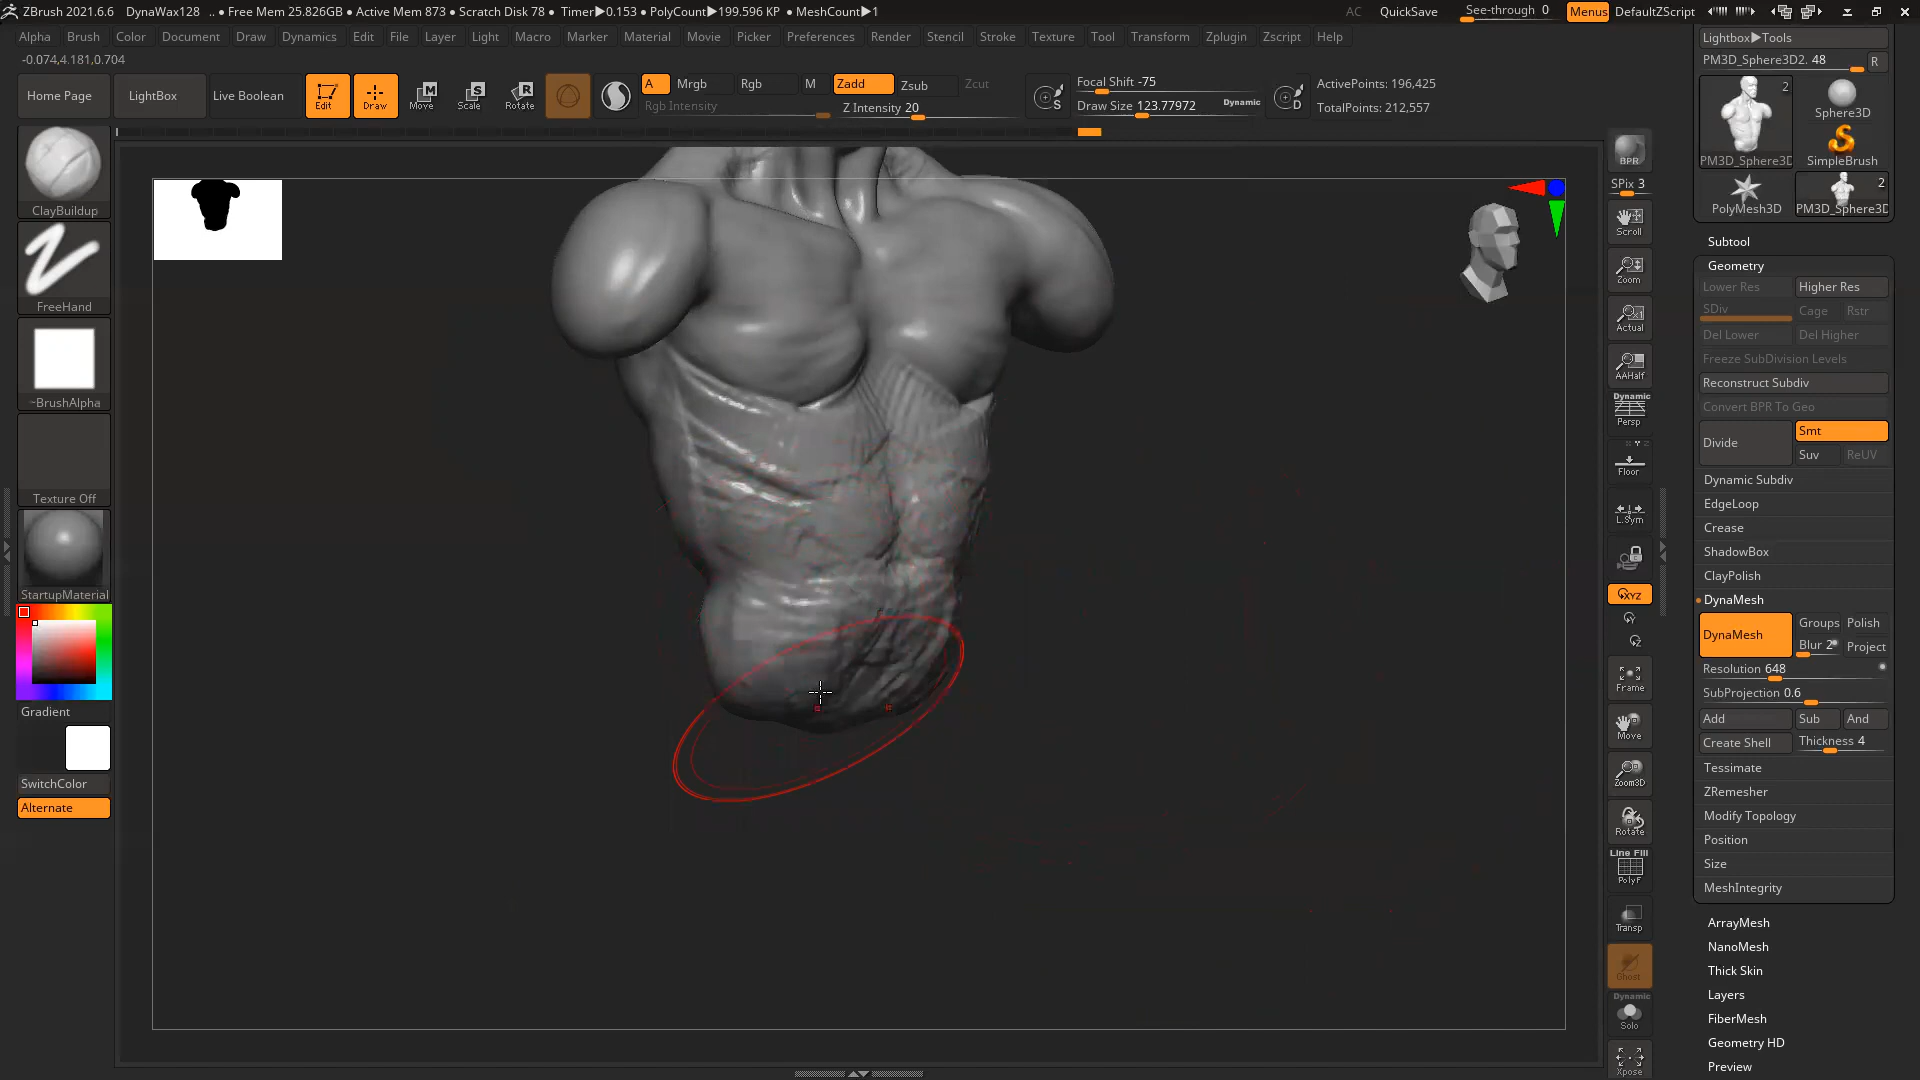 ZBrush 2021.6.6 DynaWax128 .. ● Free Mem 25.826GB ● Active Mem 873 ● Scratch Disk 78 ● Timer▶0.153 ● PolyCount▶199.596 KP ● MeshCount▶1 AC QuickSave See-through 0 Menus DefaultZScript
Alpha Brush Color Document Draw Dynamics Edit File Layer Light Macro Marker Material Movie Picker Preferences Render Stencil Stroke Texture Tool Transform Zplugin Zscript Help
-0.074,4.181,0.704
Home Page LightBox Live Boolean Edit Draw Move Scale Rotate
A Mrgb Rgb M Zadd Zsub Zcut
Rgb Intensity Z Intensity 20
S Focal Shift -75
Draw Size 123.77972 Dynamic D
ActivePoints: 196,425
TotalPoints: 212,557
ClayBuildup
FreeHand
~BrushAlpha
Texture Off
StartupMaterial
Gradient
SwitchColor
Alternate
BPR
SPix 3
Scroll
Zoom
Actual
AAHalf
Dynamic
Persp
Floor
L.Sym
XYZ
Y
Z
Frame
Move
Zoom3D
Rotate
Line Fill
PolyF
Transp
Ghost
Dynamic
Solo
Xpose
Lightbox▶Tools
PM3D_Sphere3D2. 48 R
2
PM3D_Sphere3D
Sphere3D
SimpleBrush
PolyMesh3D
2
PM3D_Sphere3D
Subtool
Geometry
Lower Res Higher Res
SDiv Cage Rstr
Del Lower Del Higher
Freeze SubDivision Levels
Reconstruct Subdiv
Convert BPR To Geo
Divide Smt
Suv ReUV
Dynamic Subdiv
EdgeLoop
Crease
ShadowBox
ClayPolish
DynaMesh
DynaMesh Groups Polish
Blur 2 Project
Resolution 648
SubProjection 0.6
Add Sub And
Create Shell Thickness 4
Tessimate
ZRemesher
Modify Topology
Position
Size
MeshIntegrity
ArrayMesh
NanoMesh
Thick Skin
Layers
FiberMesh
Geometry HD
Preview